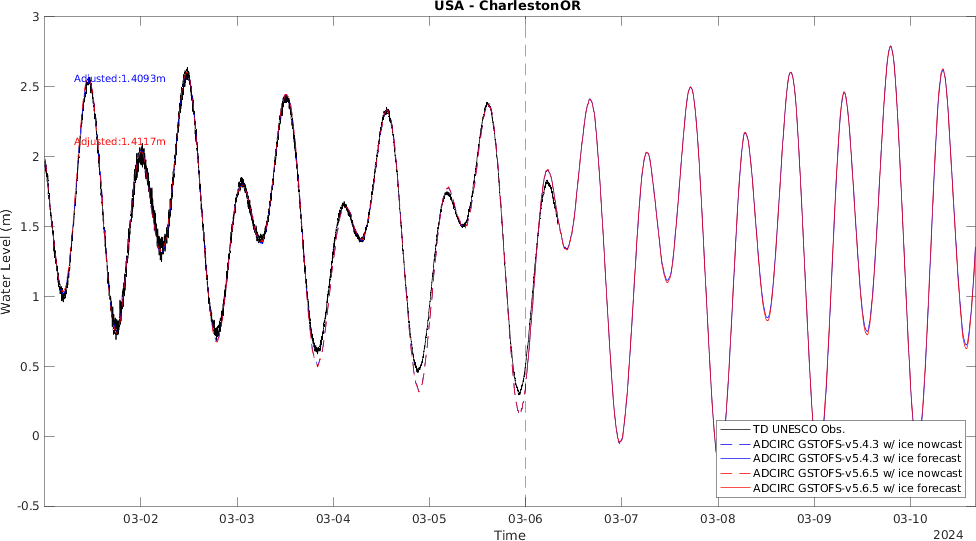 USA - CharlestonOR
3
2.5
2
1.5
1
0.5
0
-0.5
Water Level (m)
Adjusted:1.4093m
Adjusted:1.4117m
TD UNESCO Obs.
ADCIRC GSTOFS-v5.4.3 w/ ice nowcast
ADCIRC GSTOFS-v5.4.3 w/ ice forecast
ADCIRC GSTOFS-v5.6.5 w/ ice nowcast
ADCIRC GSTOFS-v5.6.5 w/ ice forecast
03-02 03-03 03-04 03-05 03-06 03-07 03-08 03-09 03-10
Time
2024